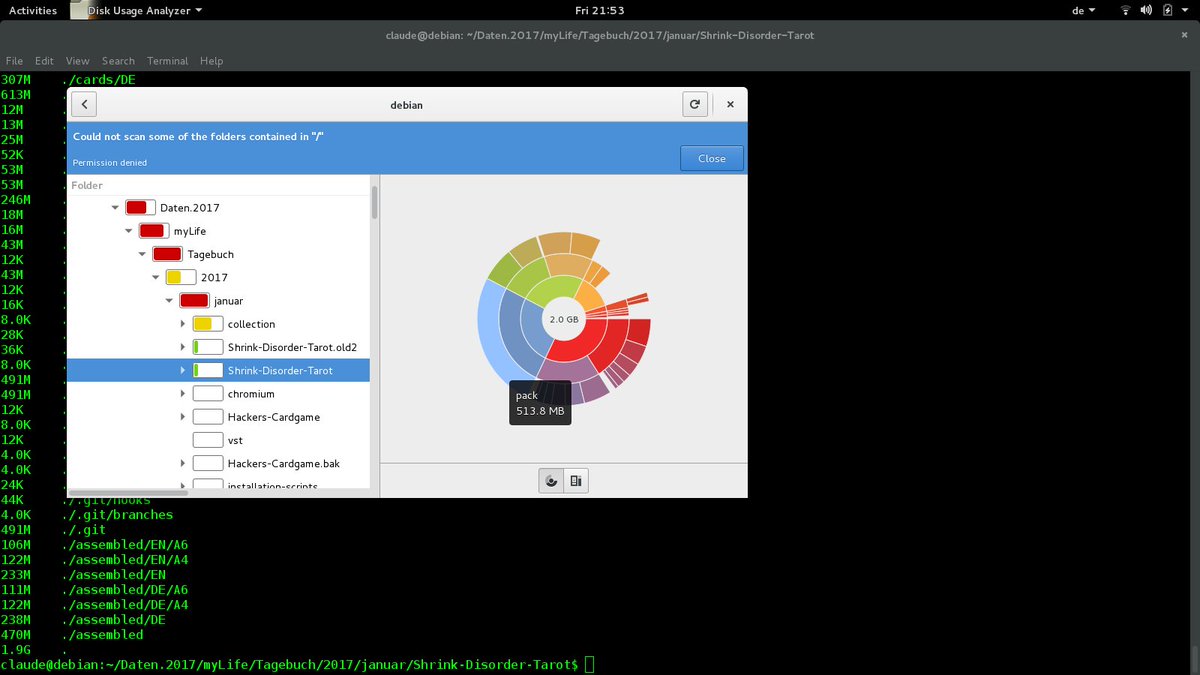 Activities Disk Usage Analyzer Fri 21:53 de
claude@debian: ~/Daten.2017/myLife/Tagebuch/2017/januar/Shrink-Disorder-Tarot
File Edit View Search Terminal Help
307M ./cards/DE
613M .
12M .
13M .
25M .
52K .
53M .
53M .
246M .
18M .
16M .
43M .
12K .
43M .
12K .
16K .
8.0K .
28K .
36K .
8.0K .
491M .
491M .
12K .
8.0K .
12K .
4.0K .
4.0K .
24K .
44K ./.git/hooks
4.0K ./.git/branches
491M ./.git
106M ./assembled/EN/A6
122M ./assembled/EN/A4
233M ./assembled/EN
111M ./assembled/DE/A6
122M ./assembled/DE/A4
238M ./assembled/DE
470M ./assembled
1.9G .
claude@debian:~/Daten.2017/myLife/Tagebuch/2017/januar/Shrink-Disorder-Tarot$
debian
Could not scan some of the folders contained in "/"
Permission denied
Close
Folder
Daten.2017
myLife
Tagebuch
2017
januar
collection
Shrink-Disorder-Tarot.old2
Shrink-Disorder-Tarot
chromium
Hackers-Cardgame
vst
Hackers-Cardgame.bak
installation-scripts
2.0 GB
pack
513.8 MB